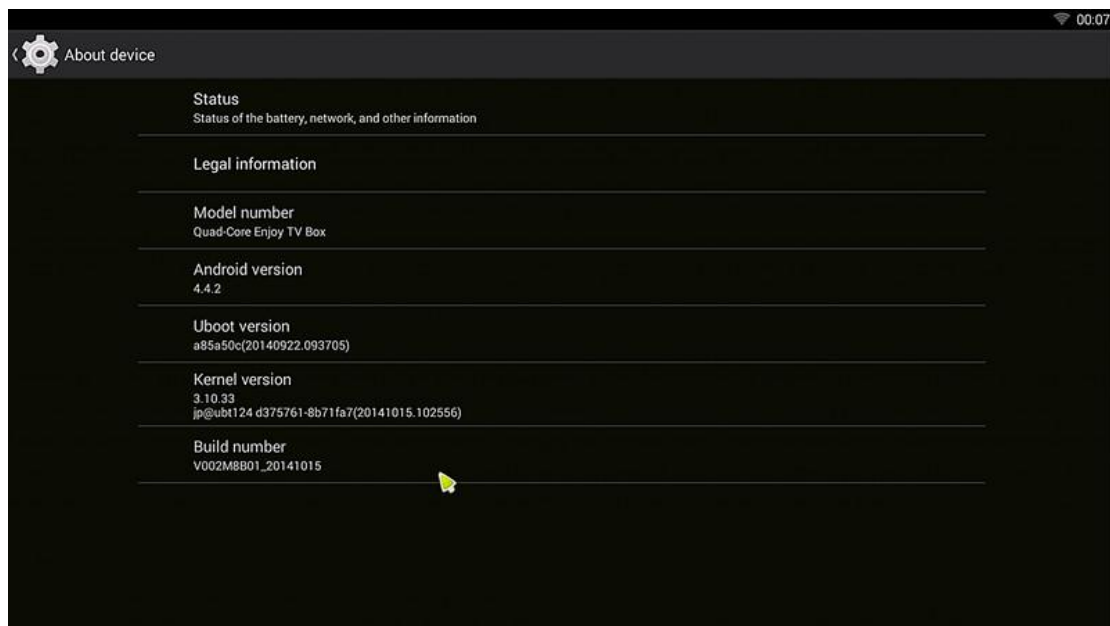 00:07
About device
Status
Status of the battery, network, and other information
Legal information
Model number
Quad-Core Enjoy TV Box
Android version
4.4.2
Uboot version
a85a50c(20140922.093705)
Kernel version
3.10.33
jp@ubt124 d375761-8b71fa7(20141015.102556)
Build number
V002M8B01_20141015